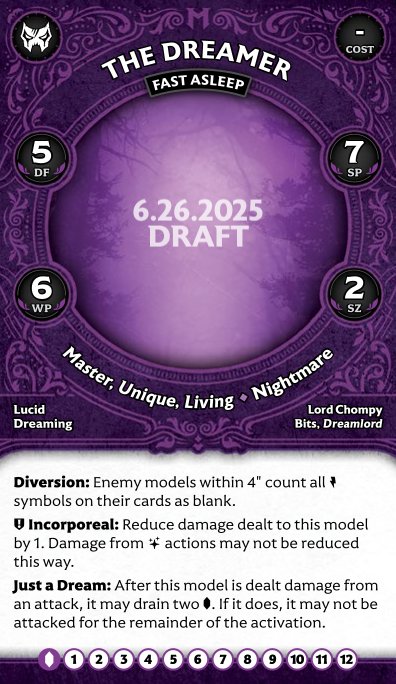 -
COST
THE DREAMER
FAST ASLEEP
5
DF
7
SP
6.26.2025
DRAFT
6
WP
2
SZ
Master, Unique, Living ◆ Nightmare
Lucid
Dreaming
Lord Chompy
Bits, Dreamlord
Diversion: Enemy models within 4" count all
symbols on their cards as blank.
Incorporeal: Reduce damage dealt to this model
by 1. Damage from actions may not be reduced
this way.
Just a Dream: After this model is dealt damage from
an attack, it may drain two . If it does, it may not be
attacked for the remainder of the activation.
1 2 3 4 5 6 7 8 9 10 11 12